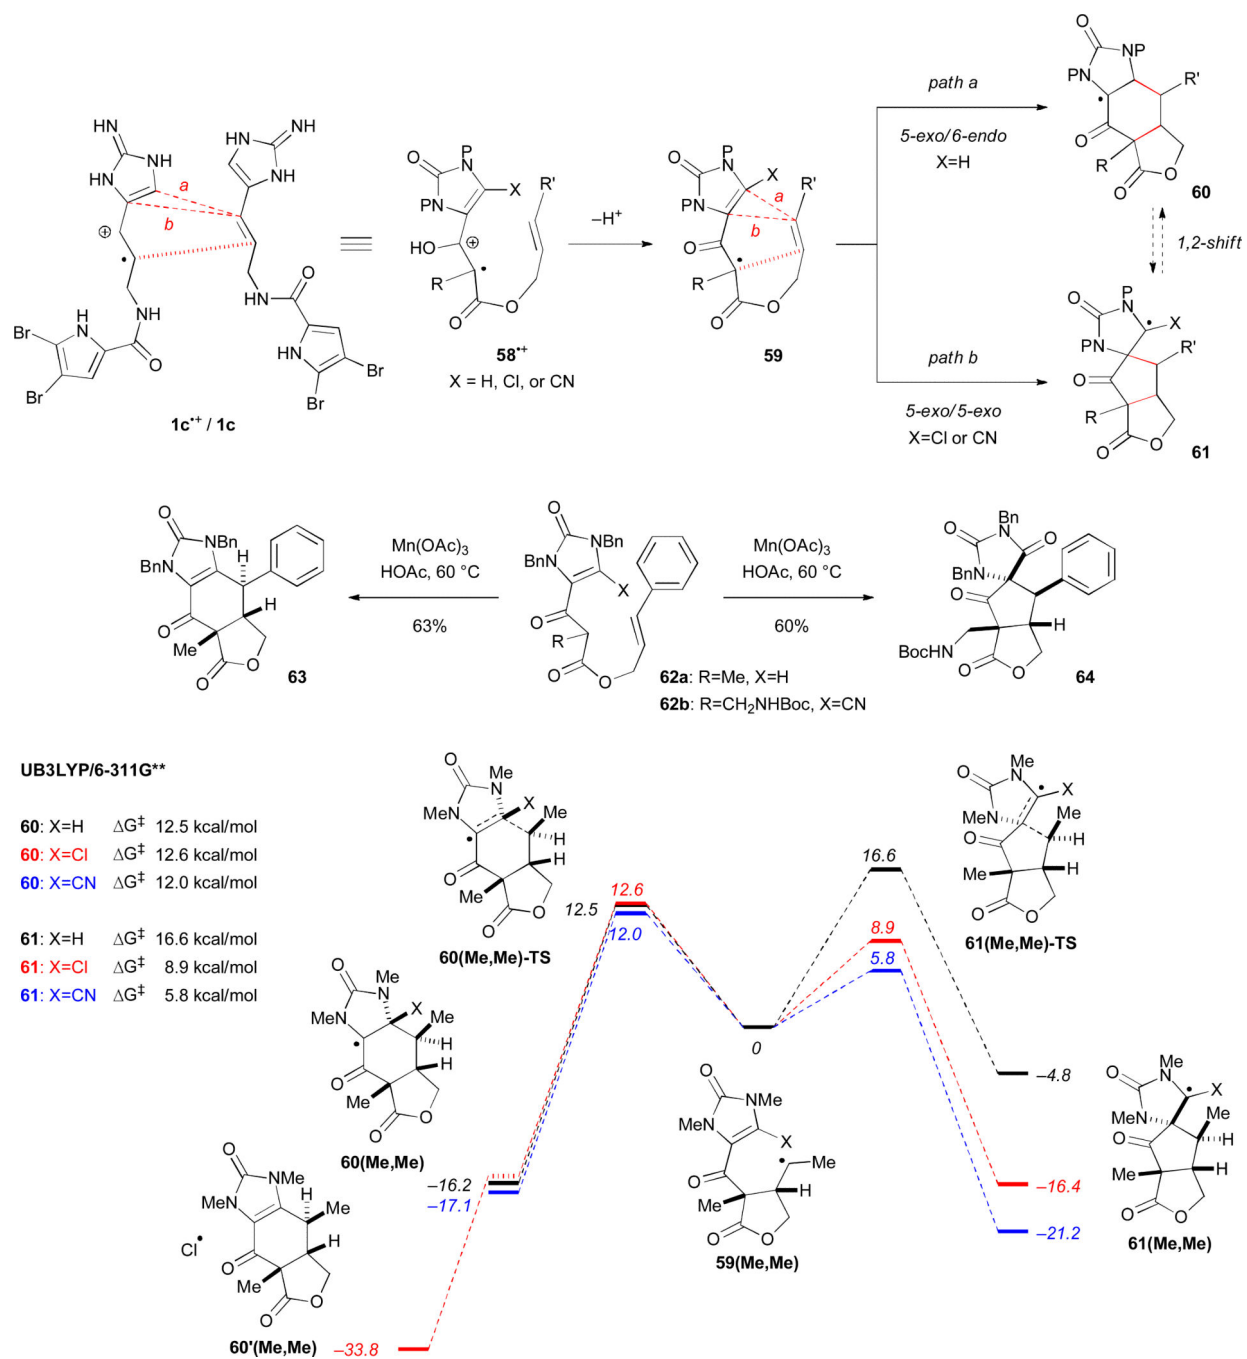 NH
HN
NH
HN
NH
HN
NH
a
b
⊕
•
NH
O
NH
Br
Br
HN
O
HN
Br
Br
1c•+ / 1c
P
O
N
X
PN
R'
HO
⊕
•
R
O
O
58•+
X = H, Cl, or CN
–H+
P
O
N
X
PN
R'
a
b
O
•
R
O
O
59
path a
5-exo/6-endo
X=H
path b
5-exo/5-exo
X=Cl or CN
O
NP
PN
R'
•
O
R
O
O
60
1,2-shift
P
O
N
•
X
PN
R'
O
R
O
O
61
O
NBn
BnN
H
O
Me
O
O
63
Mn(OAc)3
HOAc, 60 °C
63%
O
NBn
BnN
X
O
R
O
O
62a: R=Me, X=H
62b: R=CH2NHBoc, X=CN
Mn(OAc)3
HOAc, 60 °C
60%
Bn
O
N
O
BnN
O
H
BocHN
O
O
64
UB3LYP/6-311G**
60: X=H ΔG‡ 12.5 kcal/mol
60: X=Cl ΔG‡ 12.6 kcal/mol
60: X=CN ΔG‡ 12.0 kcal/mol
61: X=H ΔG‡ 16.6 kcal/mol
61: X=Cl ΔG‡ 8.9 kcal/mol
61: X=CN ΔG‡ 5.8 kcal/mol
Me
O
N
X
MeN
Me
•
H
O
H
Me
O
O
60(Me,Me)-TS
12.6
12.5
12.0
16.6
8.9
5.8
Me
O
N
•
X
MeN
Me
O
H
H
Me
O
O
61(Me,Me)-TS
Me
O
N
X
MeN
Me
•
H
O
H
Me
O
O
60(Me,Me)
–16.2
–17.1
0
O
NMe
MeN
X
O
•
Me
Me
H
O
O
59(Me,Me)
–4.8
–16.4
–21.2
Me
O
N
•
X
MeN
Me
O
H
Me
H
O
O
61(Me,Me)
O
NMe
MeN
H
Me
Cl•
H
O
Me
O
O
60'(Me,Me)
–33.8